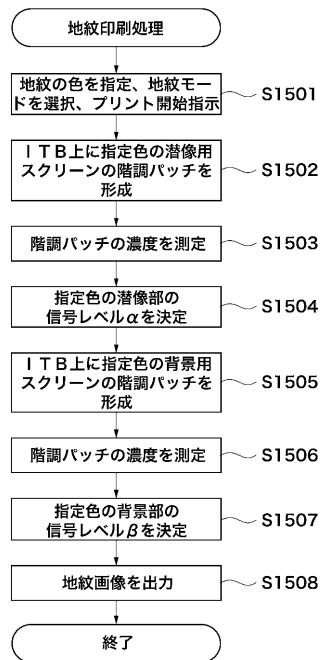 地紋印刷処理
地紋の色を指定、地紋モー
ドを選択、プリント開始指示
S1501
ＩＴＢ上に指定色の潜像用
スクリーンの階調パッチを
形成
S1502
階調パッチの濃度を測定
S1503
指定色の潜像部の
信号レベルαを決定
S1504
ＩＴＢ上に指定色の背景用
スクリーンの階調パッチを
形成
S1505
階調パッチの濃度を測定
S1506
指定色の背景部の
信号レベルβを決定
S1507
地紋画像を出力
S1508
終了